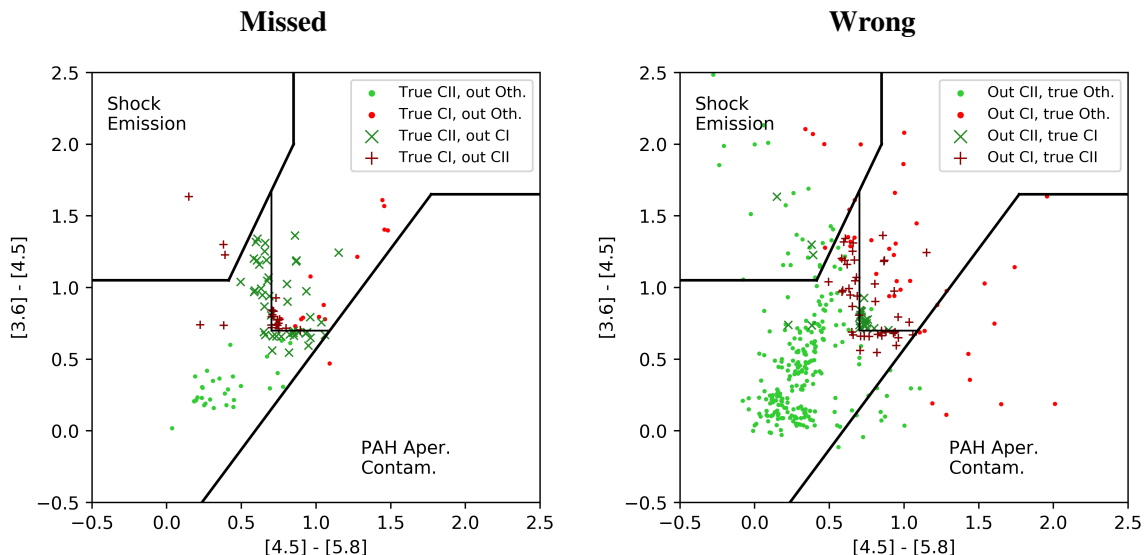 Missed
Wrong
2.5
2.0
1.5
1.0
0.5
0.0
−0.5
[3.6] - [4.5]
Shock
Emission
True CII, out Oth.
True CI, out Oth.
True CII, out CI
True CI, out CII
PAH Aper.
Contam.
−0.5 0.0 0.5 1.0 1.5 2.0 2.5
[4.5] - [5.8]
2.5
2.0
1.5
1.0
0.5
0.0
−0.5
[3.6] - [4.5]
Shock
Emission
Out CII, true Oth.
Out CI, true Oth.
Out CII, true CI
Out CI, true CII
PAH Aper.
Contam.
−0.5 0.0 0.5 1.0 1.5 2.0 2.5
[4.5] - [5.8]